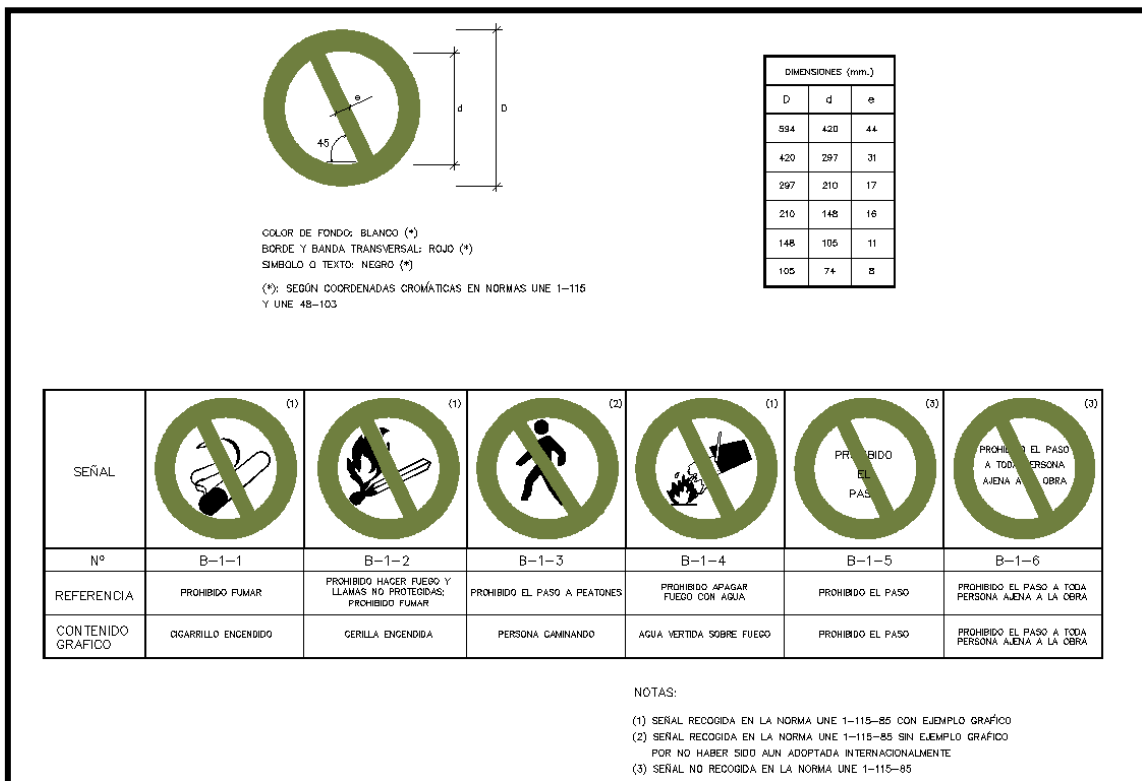 e
d
D
45
COLOR DE FONDO: BLANCO (*)
BORDE Y BANDA TRANSVERSAL: ROJO (*)
SIMBOLO O TEXTO: NEGRO (*)
(*): SEGÚN COORDENADAS CROMÁTICAS EN NORMAS UNE 1-115
Y UNE 48-103
DIMENSIONES (mm.)
D d e
594 420 44
420 297 31
297 210 17
210 148 16
148 105 11
105 74 8
SEÑAL
(1) (1) (2) (1) (3) (3)
EL
PROHIBIDO EL PASO
A TODA PERSONA
AJENA A OBRA
Nº B-1-1 B-1-2 B-1-3 B-1-4 B-1-5 B-1-6
REFERENCIA
PROHIBIDO FUMAR
PROHIBIDO HACER FUEGO Y
LLAMAS NO PROTEGIDAS;
PROHIBIDO FUMAR
PROHIBIDO EL PASO A PEATONES
PROHIBIDO APAGAR
FUEGO CON AGUA
PROHIBIDO EL PASO
PROHIBIDO EL PASO A TODA
PERSONA AJENA A LA OBRA
CONTENIDO
GRAFICO
CIGARRILLO ENCENDIDO
CERILLA ENCENDIDA
PERSONA CAMINANDO
AGUA VERTIDA SOBRE FUEGO
PROHIBIDO EL PASO
PROHIBIDO EL PASO A TODA
PERSONA AJENA A LA OBRA
NOTAS:
(1) SEÑAL RECOGIDA EN LA NORMA UNE 1-115-85 CON EJEMPLO GRAFICO
(2) SEÑAL RECOGIDA EN LA NORMA UNE 1-115-85 SIN EJEMPLO GRAFICO
POR NO HABER SIDO AUN ADOPTADA INTERNACIONALMENTE
(3) SEÑAL NO RECOGIDA EN LA NORMA UNE 1-115-85